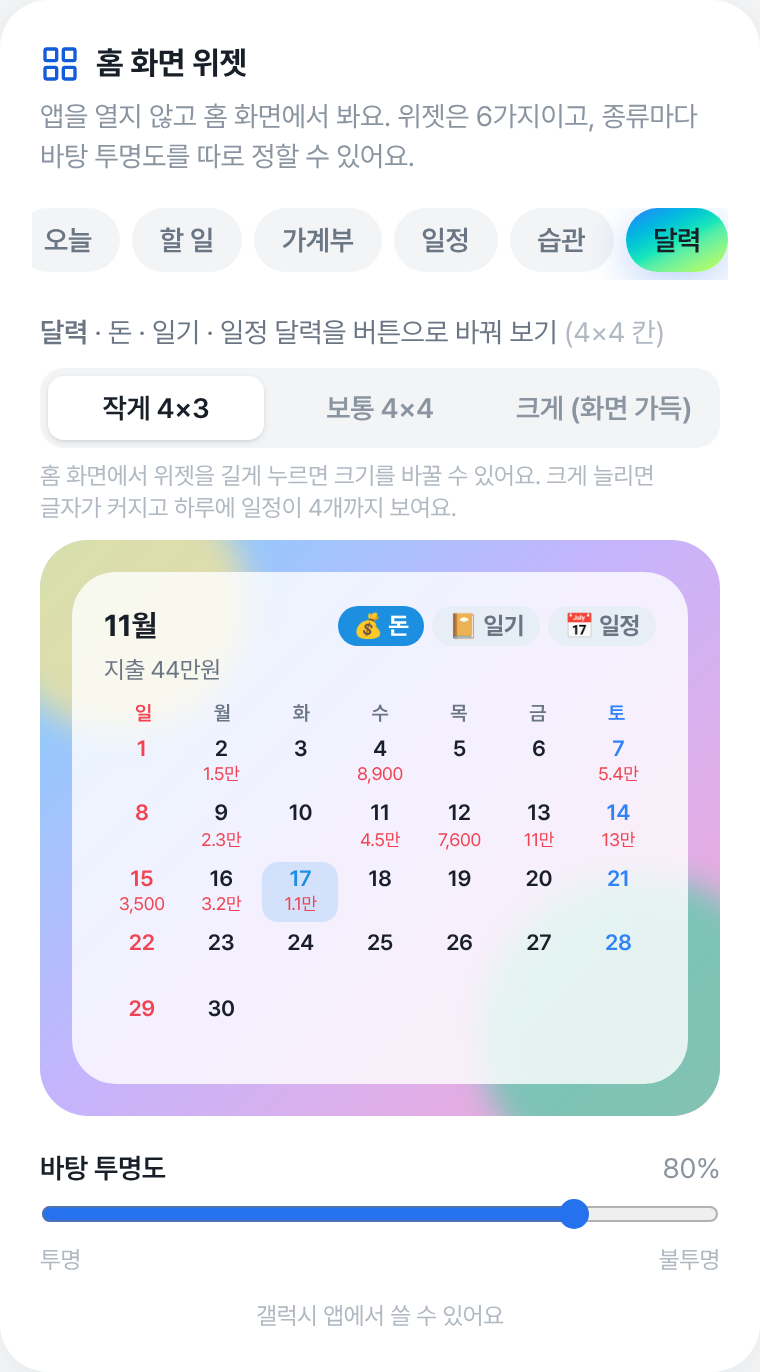 홈 화면 위젯
앱을 열지 않고 홈 화면에서 봐요. 위젯은 6가지이고, 종류마다
바탕 투명도를 따로 정할 수 있어요.
오늘 할 일 가계부 일정 습관 달력
달력 · 돈 · 일기 · 일정 달력을 버튼으로 바꿔 보기 (4×4 칸)
작게 4×3 보통 4×4 크게 (화면 가득)
홈 화면에서 위젯을 길게 누르면 크기를 바꿀 수 있어요. 크게 늘리면
글자가 커지고 하루에 일정이 4개까지 보여요.
11월 💰 돈 📔 일기 📅 일정
지출 44만원
일 월 화 수 목 금 토
1 2 3 4 5 6 7
1.5만 8,900 5.4만
8 9 10 11 12 13 14
2.3만 4.5만 7,600 11만 13만
15 16 17 18 19 20 21
3,500 3.2만 1.1만
22 23 24 25 26 27 28
29 30
바탕 투명도 80%
투명 불투명
갤럭시 앱에서 쓸 수 있어요